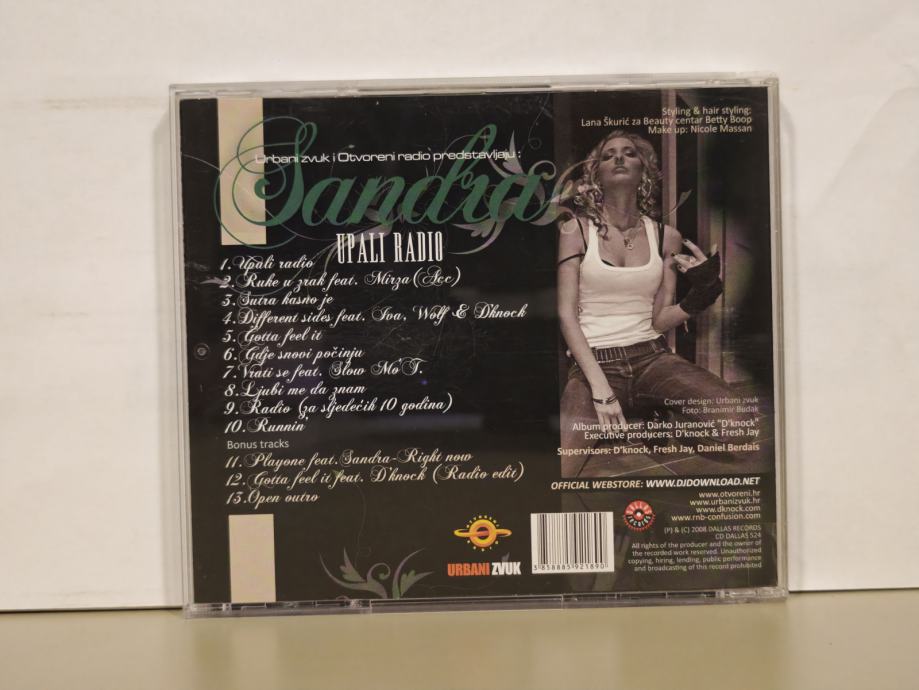 Urbani zvuk i Otvoreni radio predstavljaju :
Sandra
UPALI RADIO
1. Upali radio
2. Ruke u zrak feat. Mirza (Acc)
3. Sutra kasno je
4. Different sides feat. Iva, Wolf & Dknock
5. Gotta feel it
6. Gdje snovi počinju
7. Vrati se feat. Slow Mo'T.
8. Ljubi me da znam
9. Radio (za sljedećih 10 godina)
10. Runnin'
Bonus tracks
11. Playone feat. Sandra-Right now
12. Gotta feel it feat. D'knock (Radio edit)
13. Open outro
Styling & hair styling:
Lana Škurić za Beauty centar Betty Boop
Make up: Nicole Massan
Cover design: Urbani zvuk
Foto: Branimir Budak
Album producer: Darko Juranović "D'knock"
Executive producers: D'knock & Fresh Jay
Supervisors: D'knock, Fresh Jay, Daniel Berdais
OFFICIAL WEBSTORE: WWW.DJDOWNLOAD.NET
www.otvoreni.hr
www.urbanizvuk.hr
www.dknock.com
www.rnb-confusion.com
(P) & (C) 2008 DALLAS RECORDS
CD DALLAS 524
All rights of the producer and the owner of
the recorded work reserved. Unauthorized
copying, hiring, lending, public performance
and broadcasting of this record prohibited
DALLAS
RECORDS
URBANI ZVUK
3 858885 921890